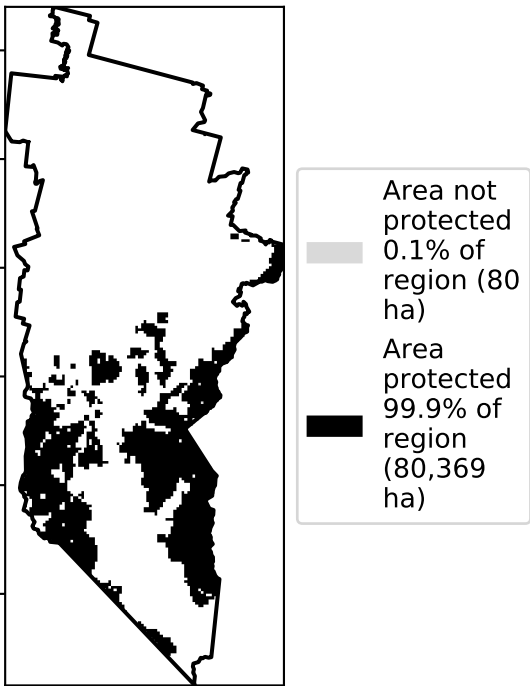 Area not
protected
0.1% of
region (80
ha)
Area
protected
99.9% of
region
(80,369
ha)